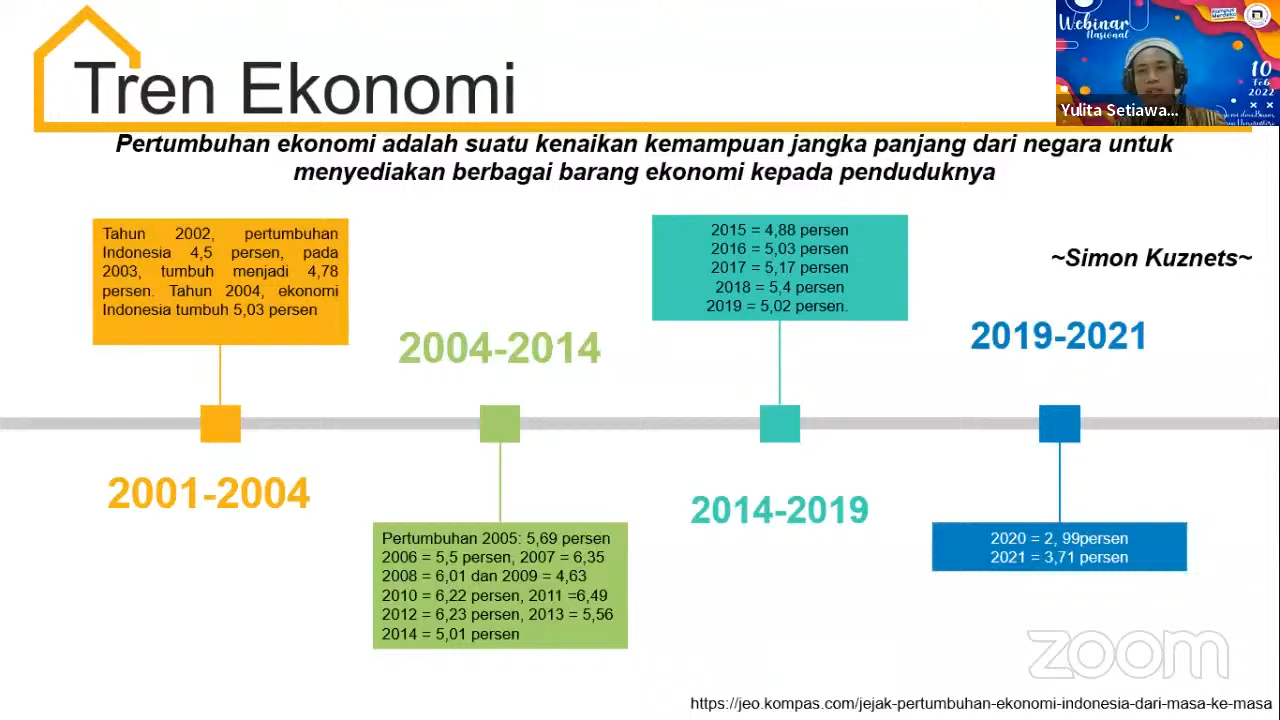 Tren Ekonomi
Webinar
Nasional
10
Feb
2022
Yulita Setiawa...
Pertumbuhan ekonomi adalah suatu kenaikan kemampuan jangka panjang dari negara untuk
menyediakan berbagai barang ekonomi kepada penduduknya
~Simon Kuznets~
Tahun 2002, pertumbuhan
Indonesia 4,5 persen, pada
2003, tumbuh menjadi 4,78
persen. Tahun 2004, ekonomi
Indonesia tumbuh 5,03 persen
2001-2004
2004-2014
Pertumbuhan 2005: 5,69 persen
2006 = 5,5 persen, 2007 = 6,35
2008 = 6,01 dan 2009 = 4,63
2010 = 6,22 persen, 2011 =6,49
2012 = 6,23 persen, 2013 = 5,56
2014 = 5,01 persen
2015 = 4,88 persen
2016 = 5,03 persen
2017 = 5,17 persen
2018 = 5,4 persen
2019 = 5,02 persen.
2014-2019
2019-2021
2020 = 2, 99persen
2021 = 3,71 persen
zoom
https://jeo.kompas.com/jejak-pertumbuhan-ekonomi-indonesia-dari-masa-ke-masa